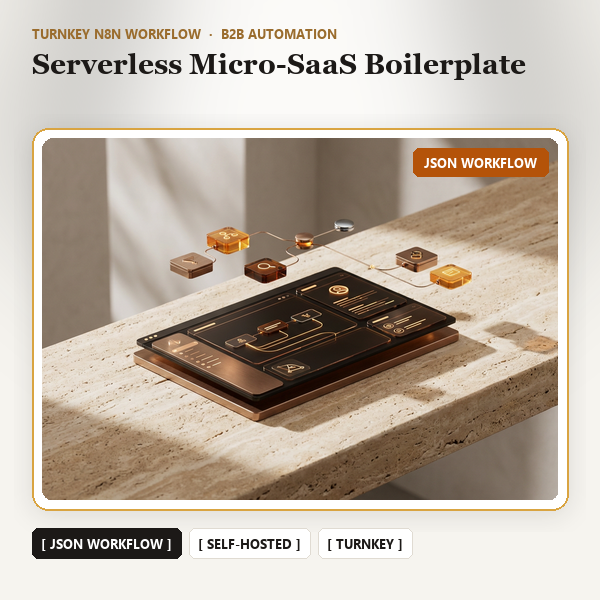 TURNKEY N8N WORKFLOW · B2B AUTOMATION
Serverless Micro-SaaS Boilerplate
JSON WORKFLOW
[ JSON WORKFLOW ] [ SELF-HOSTED ] [ TURNKEY ]